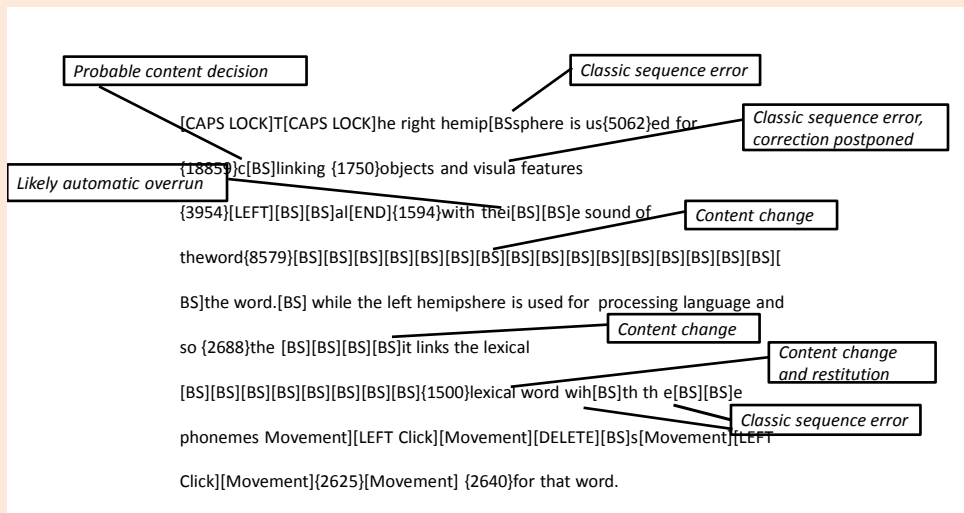 Probable content decision
Classic sequence error
[CAPS LOCK]T[CAPS LOCK]he right hemip[BSsphere is us{5062}ed for
Classic sequence error,
correction postponed
{18859}c[BS]linking {1750}objects and visula features
Likely automatic overrun
{3954}[LEFT][BS][BS]al[END]{1594}with thei[BS][BS]e sound of
Content change
theword{8579}[BS][BS][BS][BS][BS][BS][BS][BS][BS][BS][BS][BS][BS][BS][BS][BS][BS][
BS]the word.[BS] while the left hemipshere is used for  processing language and
Content change
so {2688}the [BS][BS][BS][BS]it links the lexical
Content change
and restitution
[BS][BS][BS][BS][BS][BS][BS][BS]{1500}lexical word wih[BS]th th e[BS][BS]e
Classic sequence error
phonemes Movement][LEFT Click][Movement][DELETE][BS]s[Movement][LEFT
Click][Movement]{2625}[Movement] {2640}for that word.